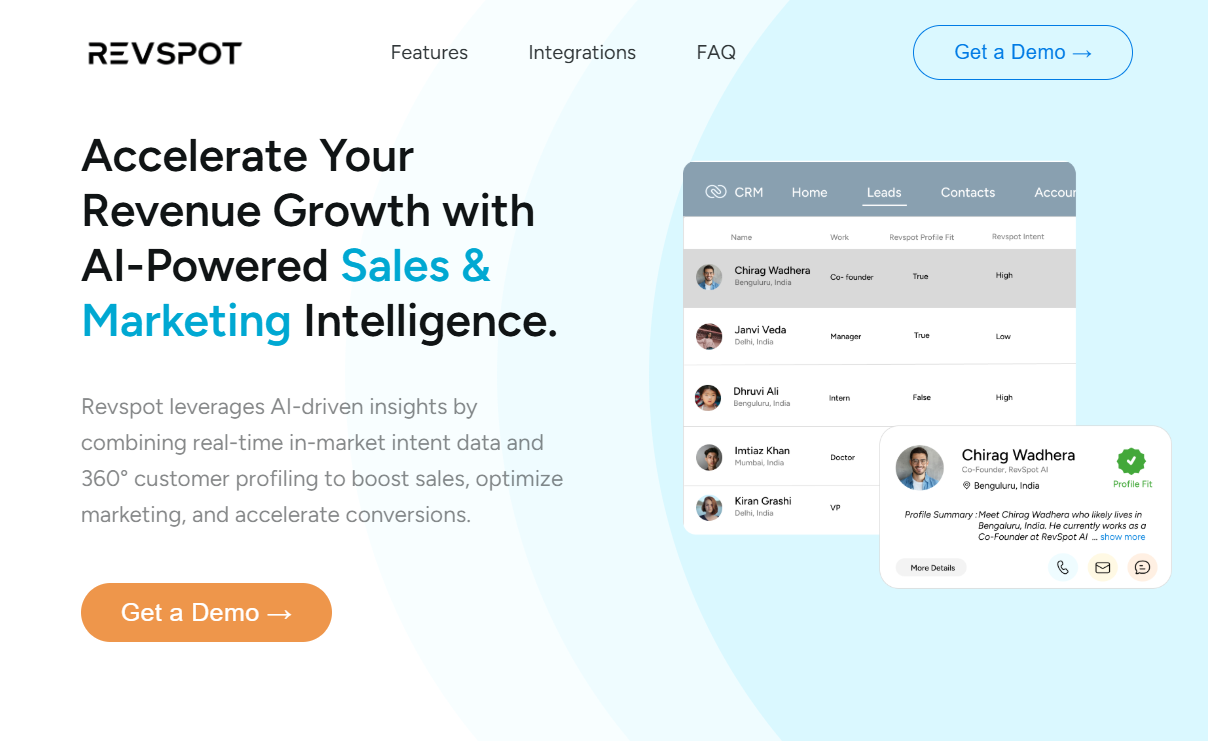 REVSPOT
Features
Integrations
FAQ
Get a Demo →
Accelerate Your
Revenue Growth with
AI-Powered Sales &
Marketing Intelligence.
Revspot leverages AI-driven insights by
combining real-time in-market intent data and
360° customer profiling to boost sales, optimize
marketing, and accelerate conversions.
Get a Demo →
CRM Home Leads Contacts Accoun
Name Work Revspot Profile Fit Revspot Intent
Chirag Wadhera Co- founder True High
Benguluru, India
Janvi Veda Manager True Low
Delhi, India
Dhruvi Ali Intern False High
Benguluru, India
Imtiaz Khan Doctor
Mumbai, India
Kiran Grashi VP
Delhi, India
Chirag Wadhera
Co-Founder, RevSpot AI
Benguluru, India
Profile Fit
Profile Summary : Meet Chirag Wadhera who likely lives in
Bengaluru, India. He currently works as a
Co-Founder at RevSpot AI ... show more
More Details